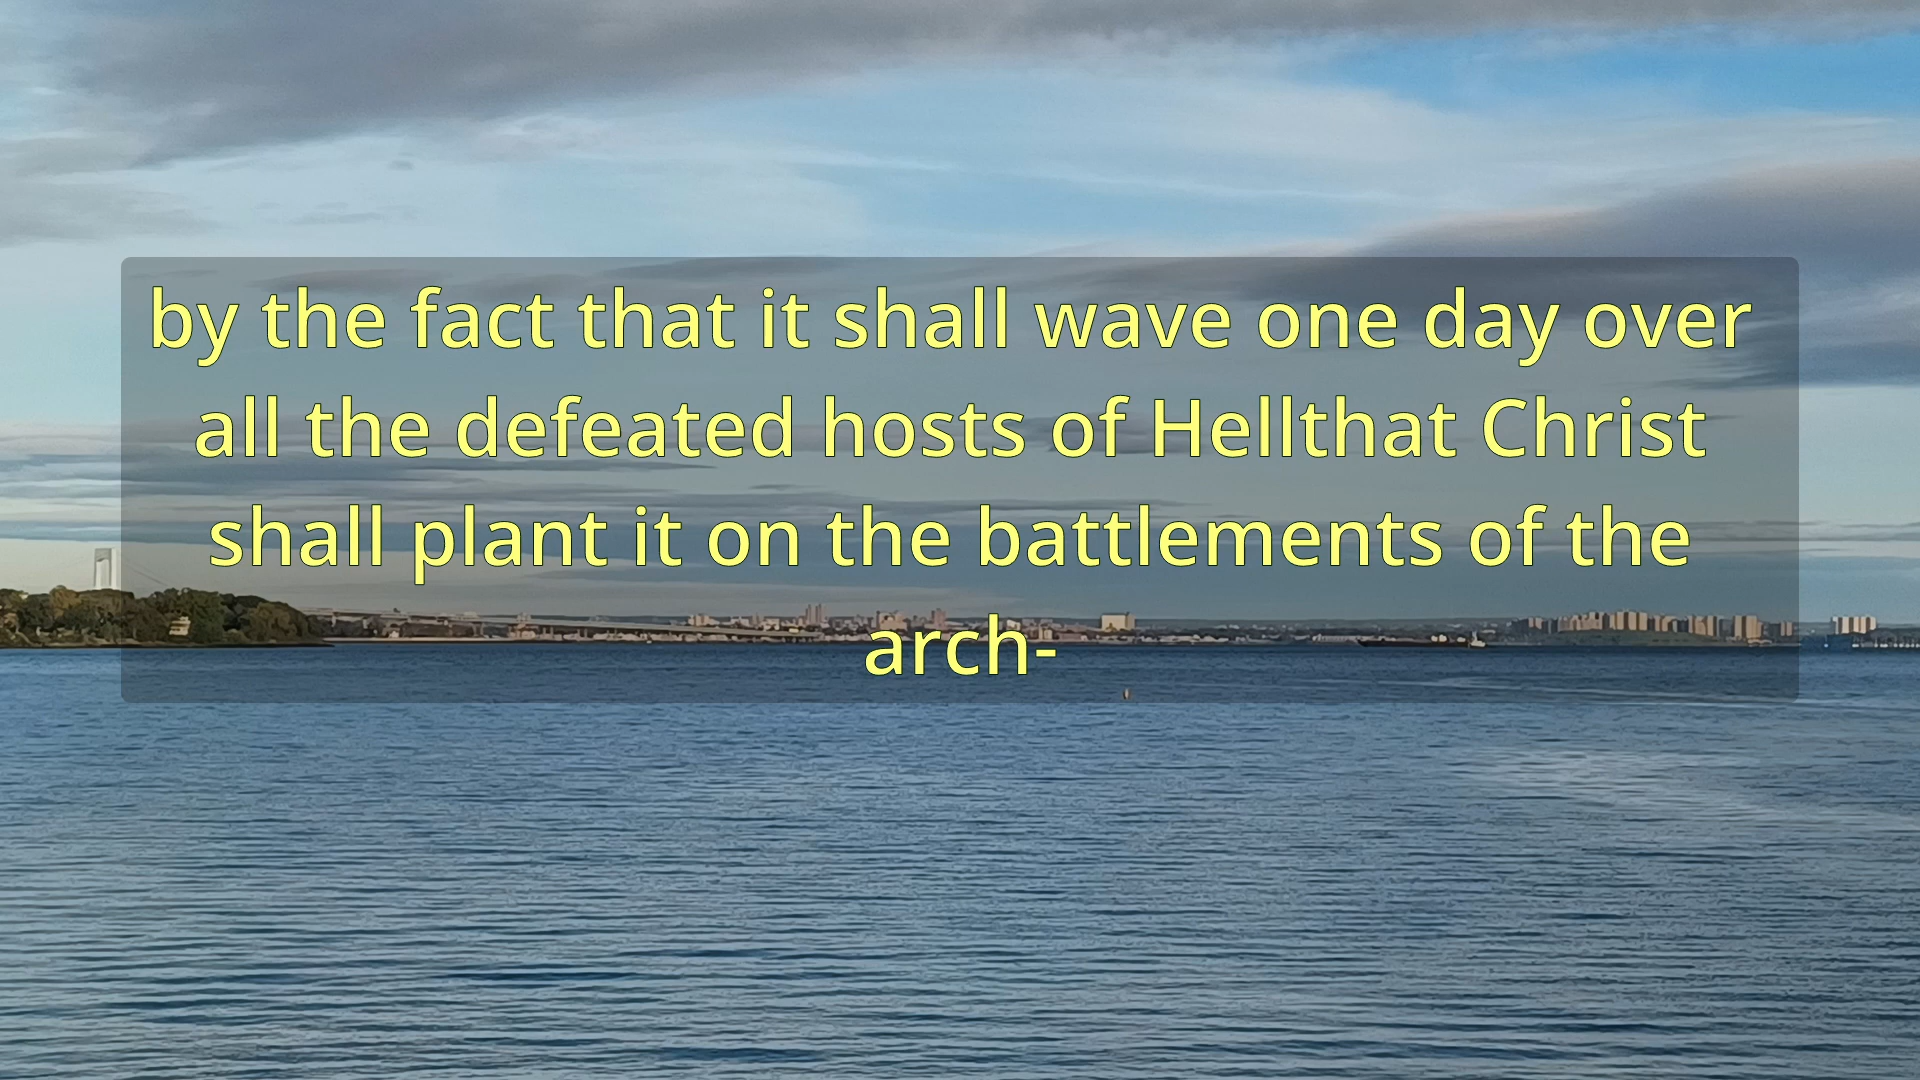 by the fact that it shall wave one day over
all the defeated hosts of Hellthat Christ
shall plant it on the battlements of the
arch-